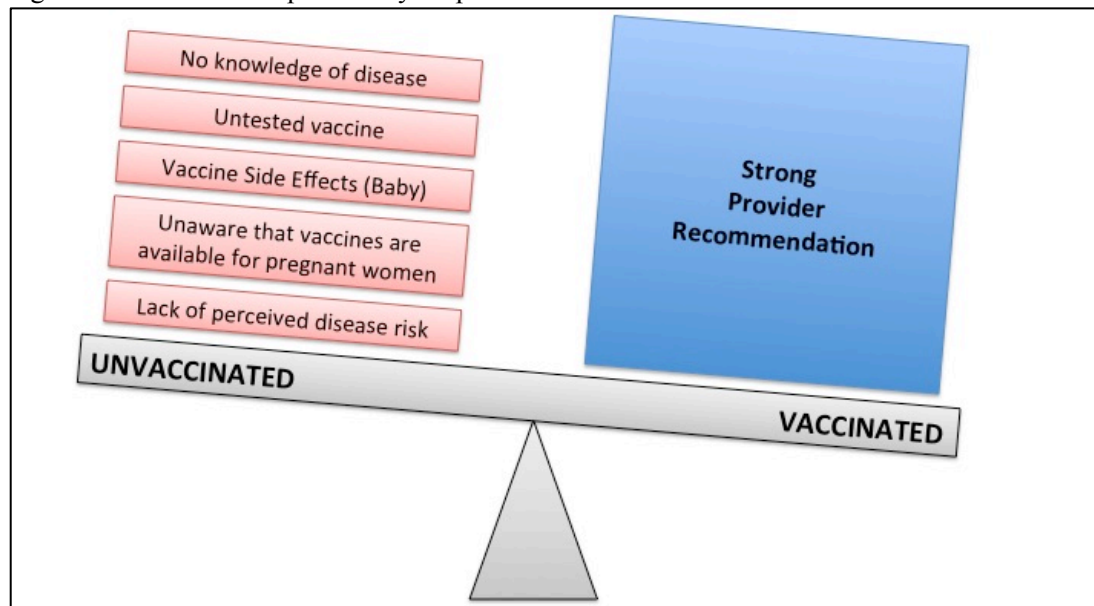 No knowledge of disease
Untested vaccine
Vaccine Side Effects (Baby)
Unaware that vaccines are
available for pregnant women
Lack of perceived disease risk
UNVACCINATED
Strong
Provider
Recommendation
VACCINATED